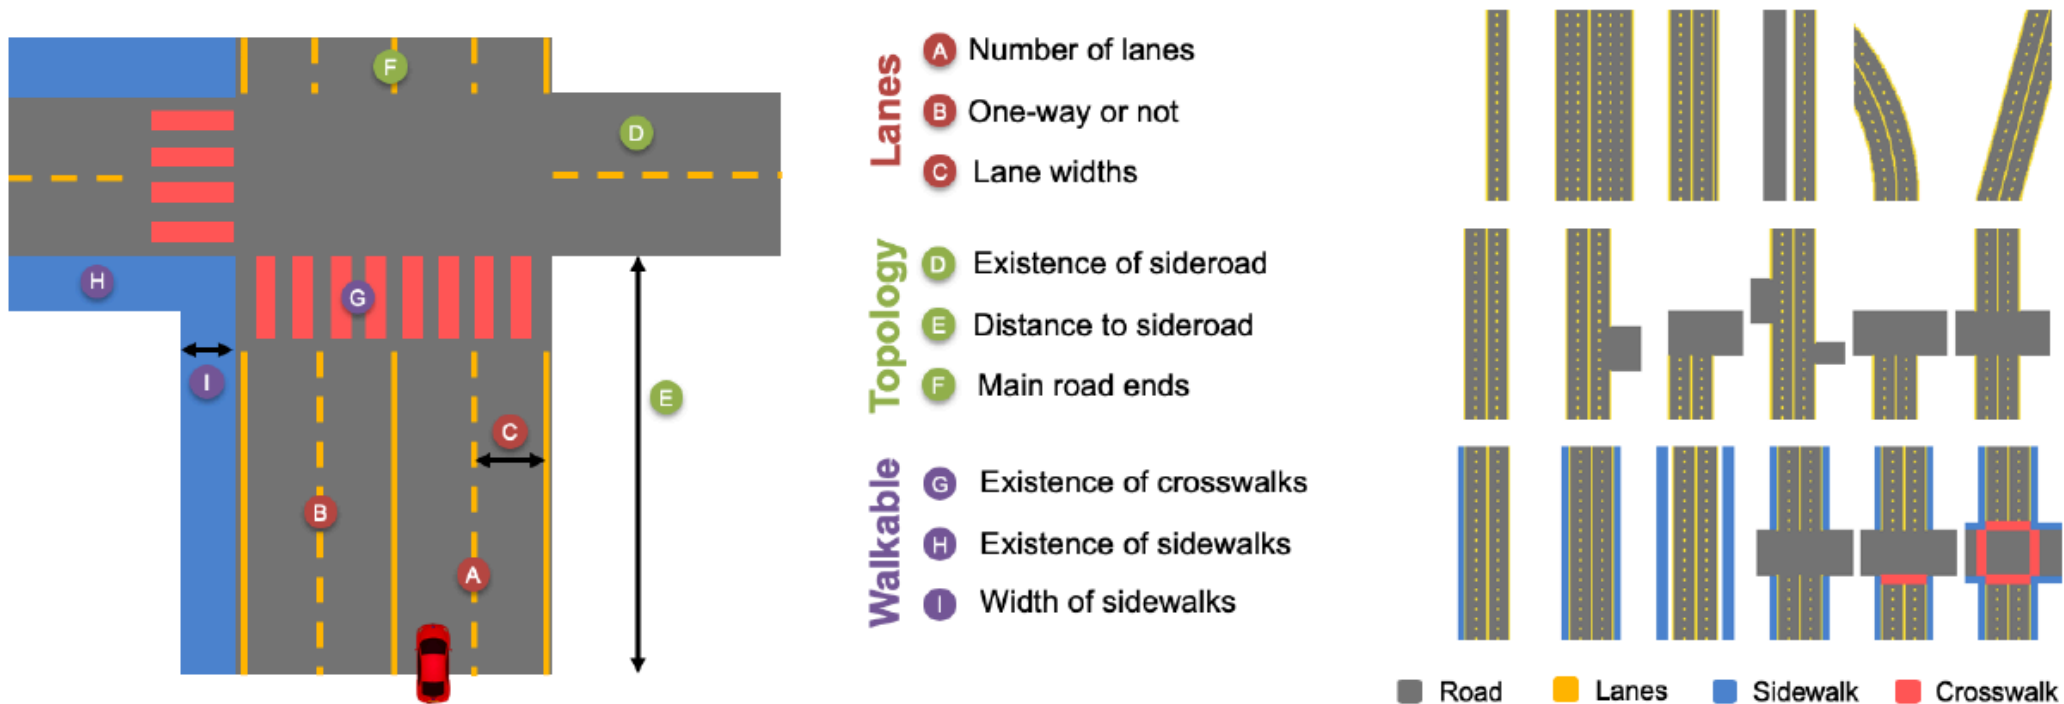 F
D
H
G
I
E
C
B
A
Lanes
A Number of lanes
B One-way or not
C Lane widths
Topology
D Existence of sideroad
E Distance to sideroad
F Main road ends
Walkable
G Existence of crosswalks
H Existence of sidewalks
I Width of sidewalks
Road Lanes Sidewalk Crosswalk